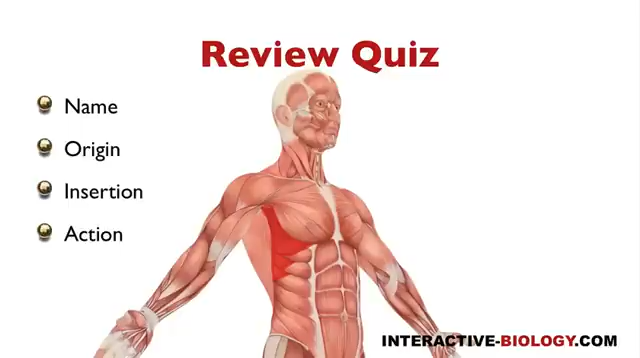 Review Quiz
Name
Origin
Insertion
Action
INTERACTIVE-BIOLOGY.COM